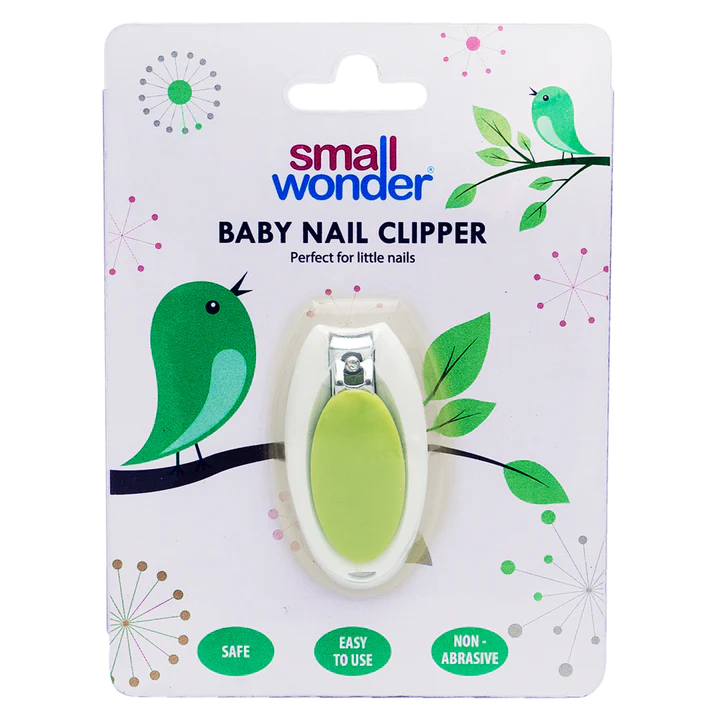 small
wonder®
BABY NAIL CLIPPER
Perfect for little nails
SAFE
EASY
TO USE
NON -
ABRASIVE